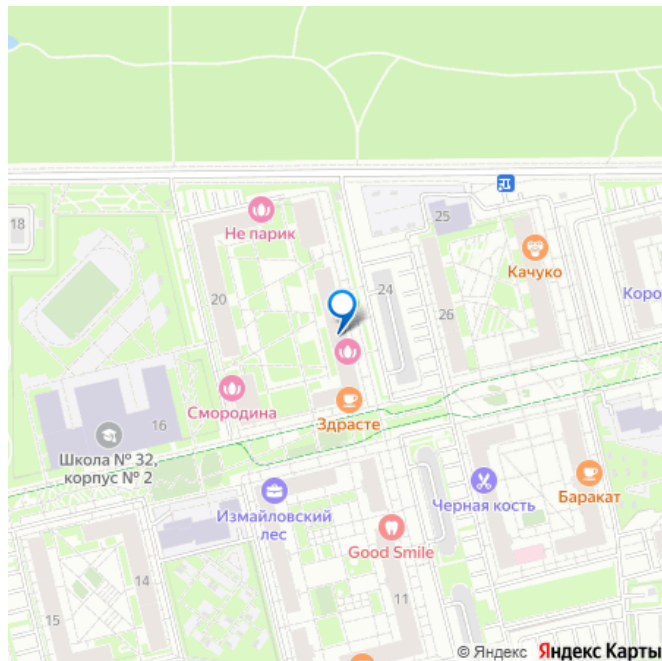 18
Не парик
25
Качуко
20
24
26
Коро
Смородина
Здрасте
16
Школа № 32,
корпус № 2
Измайловский
лес
Черная кость
Баракат
Good Smile
14
15
11
© Яндекс Яндекс Карты